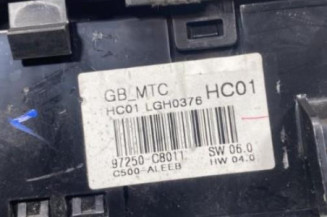 GB_MTC HC01
HC01 LGH0376
97250-C8011 SW 06.0
C500-ALEEB HW 04.0